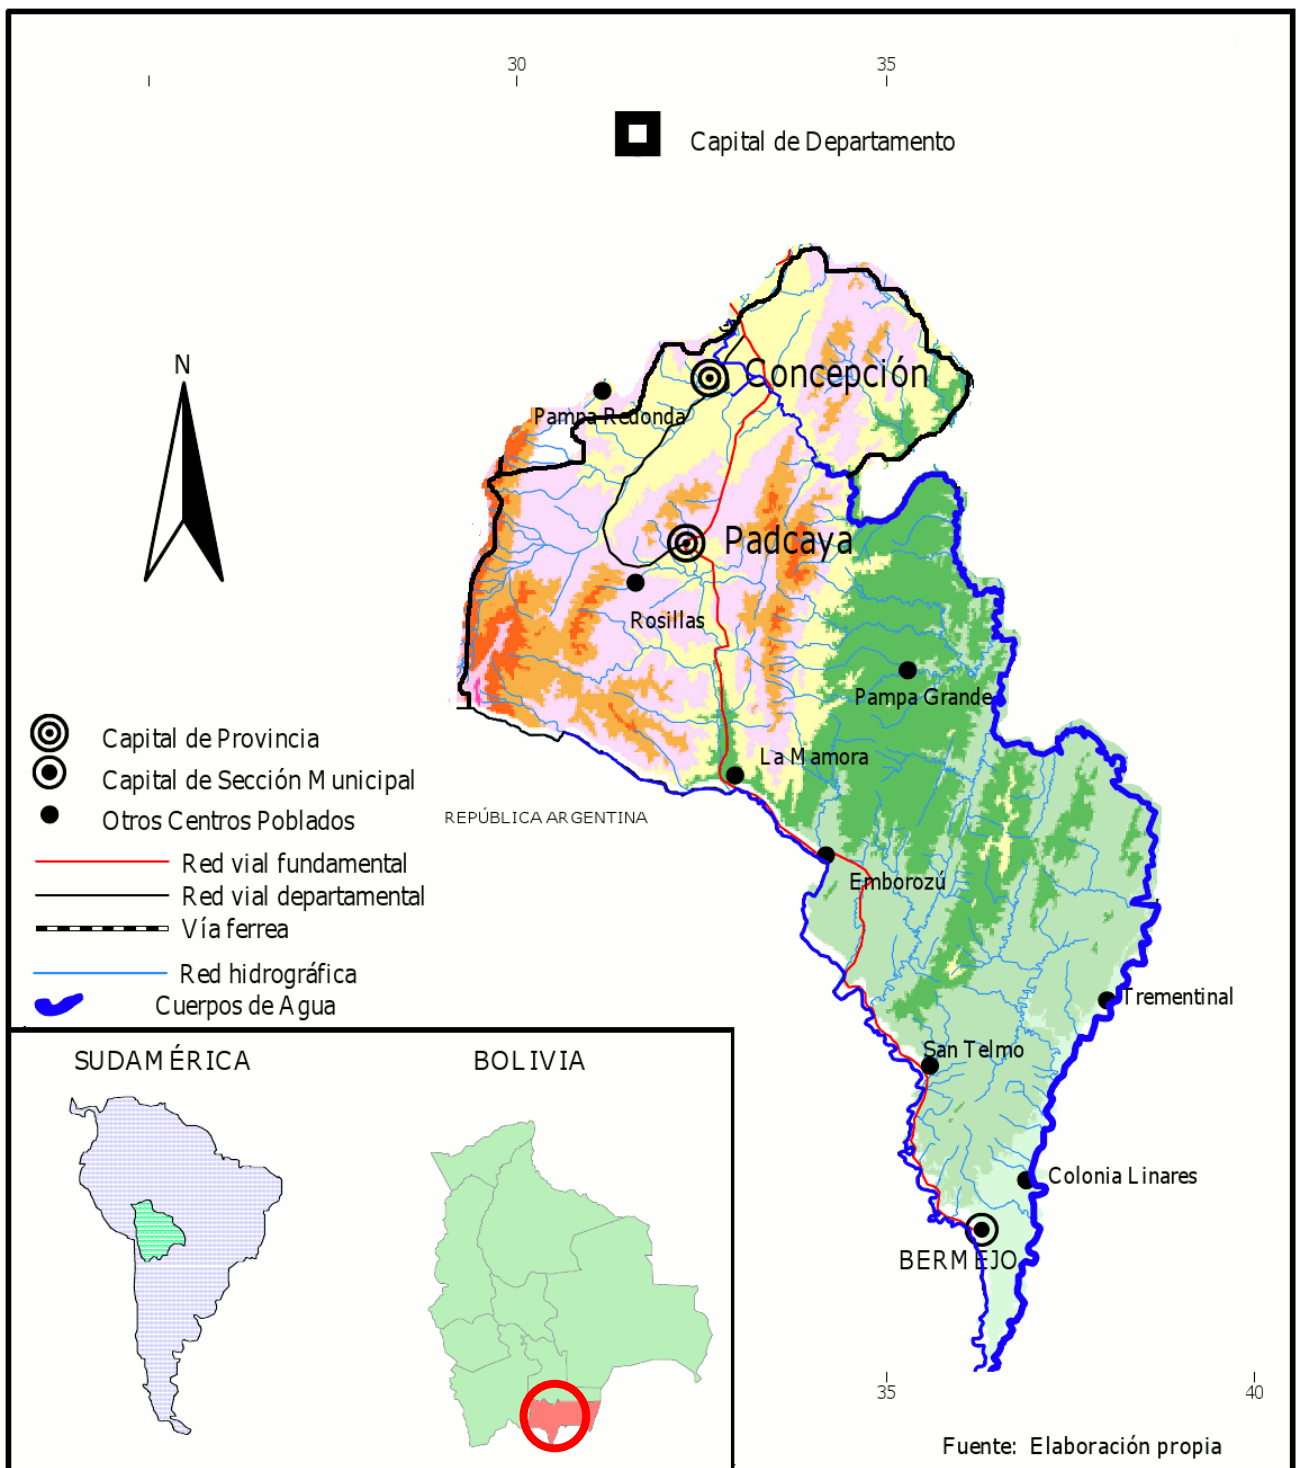 30
35
Capital de Departamento
N
Concepción
Pampa Redonda
Padcaya
Rosillas
Pampa Grande
La Mamora
Capital de Provincia
Capital de Sección Municipal
Otros Centros Poblados
REPÚBLICA ARGENTINA
Red vial fundamental
Emborozú
Red vial departamental
Vía ferrea
Red hidrográfica
Cuerpos de Agua
Trementinal
San Telmo
SUDAMÉRICA
BOLIVIA
Colonia Linares
BERMEJO
35
40
Fuente: Elaboración propia